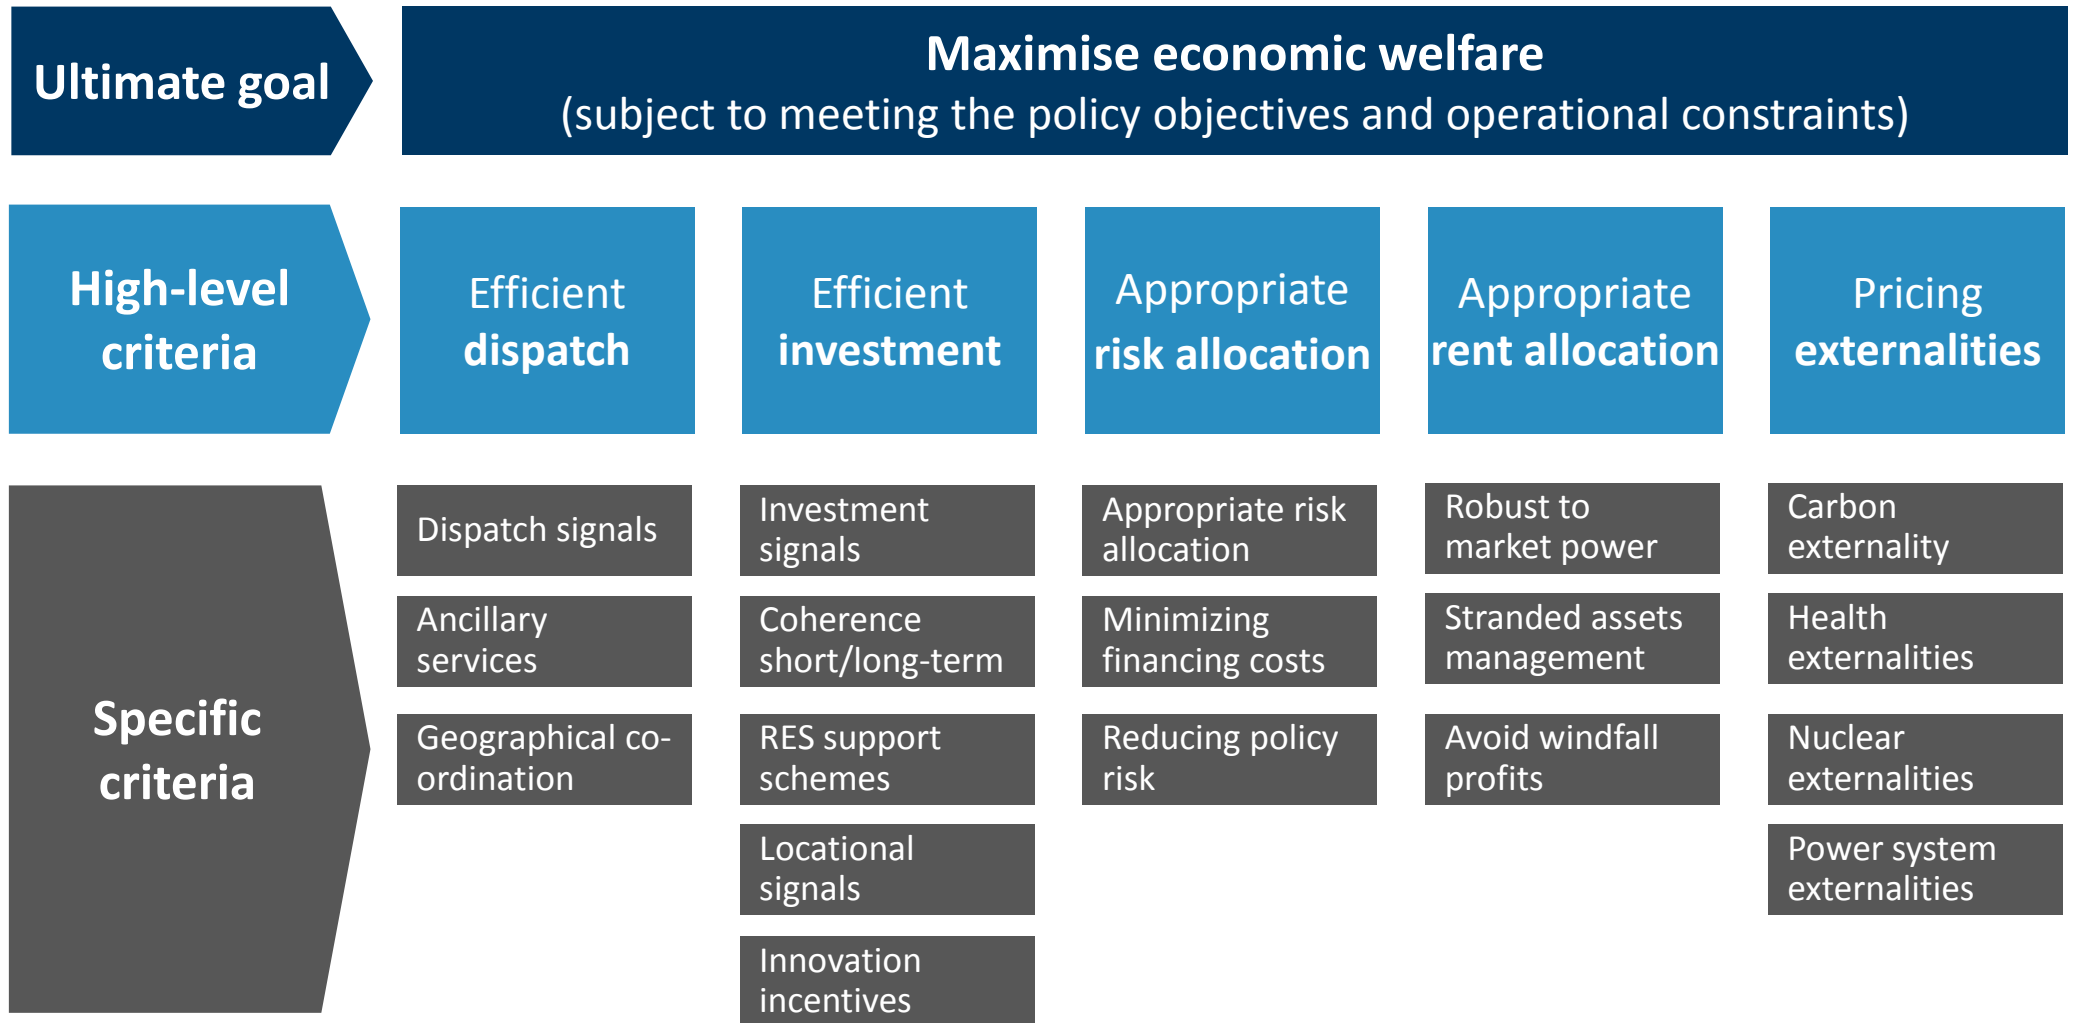 Ultimate goal
Maximise economic welfare
(subject to meeting the policy objectives and operational constraints)
High-level
criteria
Efficient
dispatch
Efficient
investment
Appropriate
risk allocation
Appropriate
rent allocation
Pricing
externalities
Specific
criteria
Dispatch signals
Ancillary
services
Geographical co-
ordination
Investment
signals
Coherence
short/long-term
RES support
schemes
Locational
signals
Innovation
incentives
Appropriate risk
allocation
Minimizing
financing costs
Reducing policy
risk
Robust to
market power
Stranded assets
management
Avoid windfall
profits
Carbon
externality
Health
externalities
Nuclear
externalities
Power system
externalities